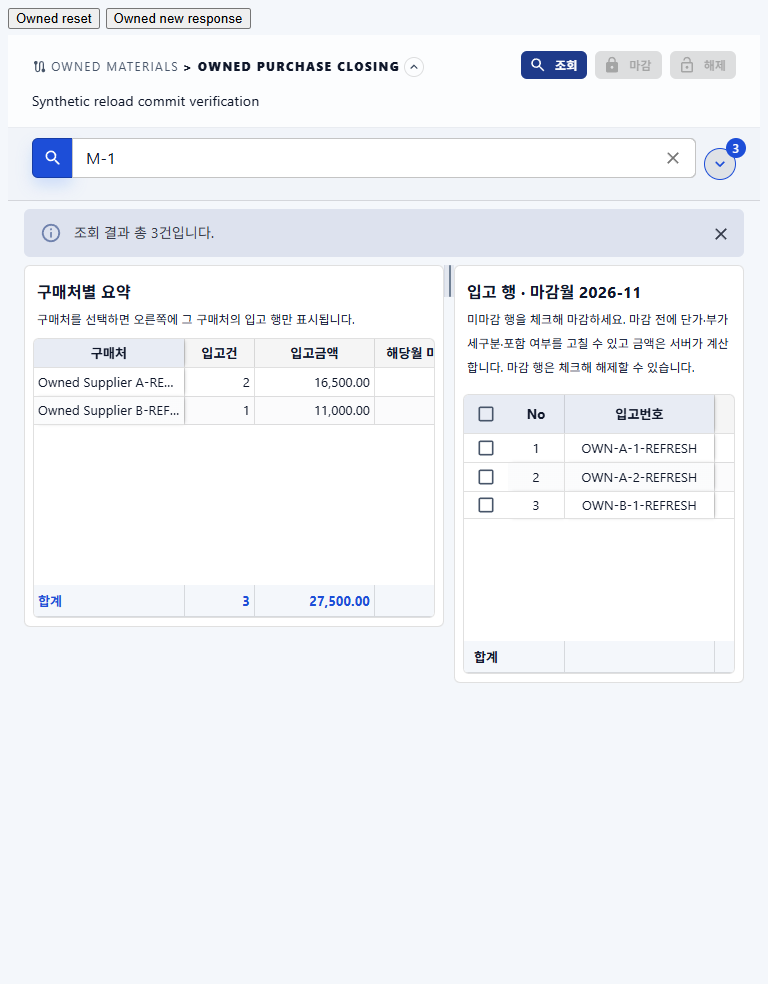 Owned reset Owned new response
OWNED MATERIALS > OWNED PURCHASE CLOSING
조회 마감 해제
Synthetic reload commit verification
M-1
3
조회 결과 총 3건입니다.
구매처별 요약
구매처를 선택하면 오른쪽에 그 구매처의 입고 행만 표시됩니다.
구매처 입고건 입고금액 해당월 마
Owned Supplier A-RE... 2 16,500.00
Owned Supplier B-REF... 1 11,000.00
합계 3 27,500.00
입고 행 · 마감월 2026-11
미마감 행을 체크해 마감하세요. 마감 전에 단가·부가
세구분·포함 여부를 고칠 수 있고 금액은 서버가 계산
합니다. 마감 행은 체크해 해제할 수 있습니다.
No 입고번호
1 OWN-A-1-REFRESH
2 OWN-A-2-REFRESH
3 OWN-B-1-REFRESH
합계